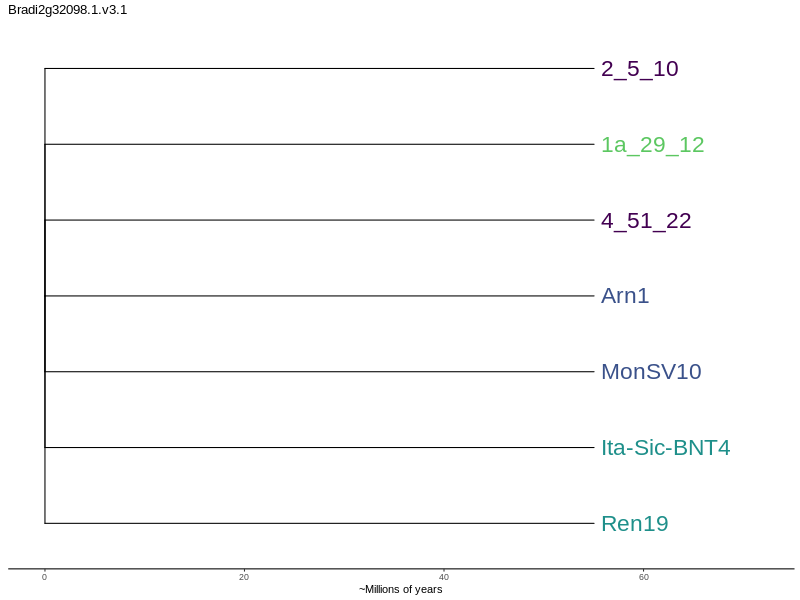 Bradi2g32098.1.v3.1
2_5_10
1a_29_12
4_51_22
Arn1
MonSV10
Ita-Sic-BNT4
Ren19
0 20 40 60
~Millions of years